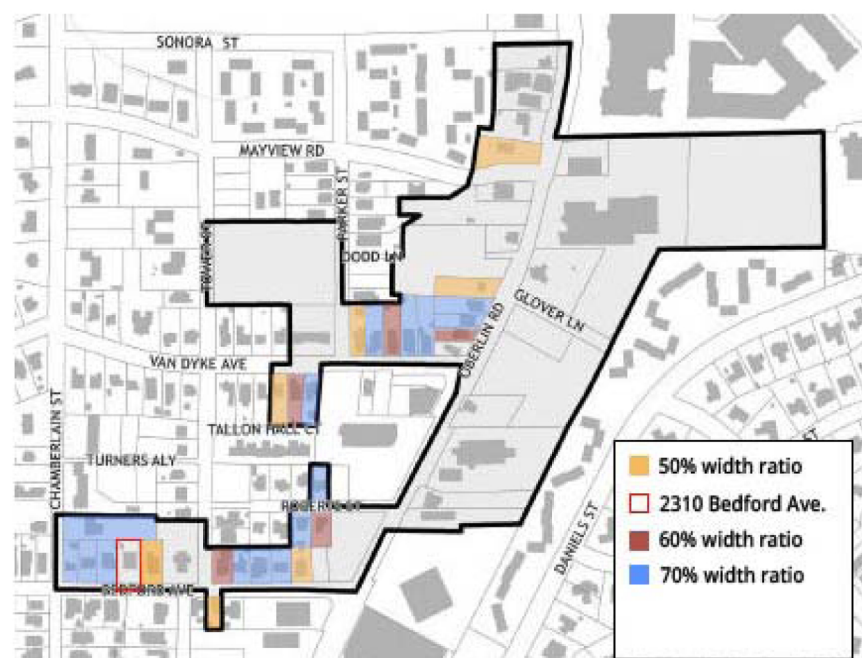 SONORA ST
MAYVIEW RD
PARKER ST
DOOD LN
GLOVER LN
OBERLIN RD
VAN DYKE AVE
CHAMBERLAIN ST
TALLON HALL CT
TURNERS ALY
ROBERTS ST
BEDFORD AVE
DANIELS ST
ST
50% width ratio
2310 Bedford Ave.
60% width ratio
70% width ratio